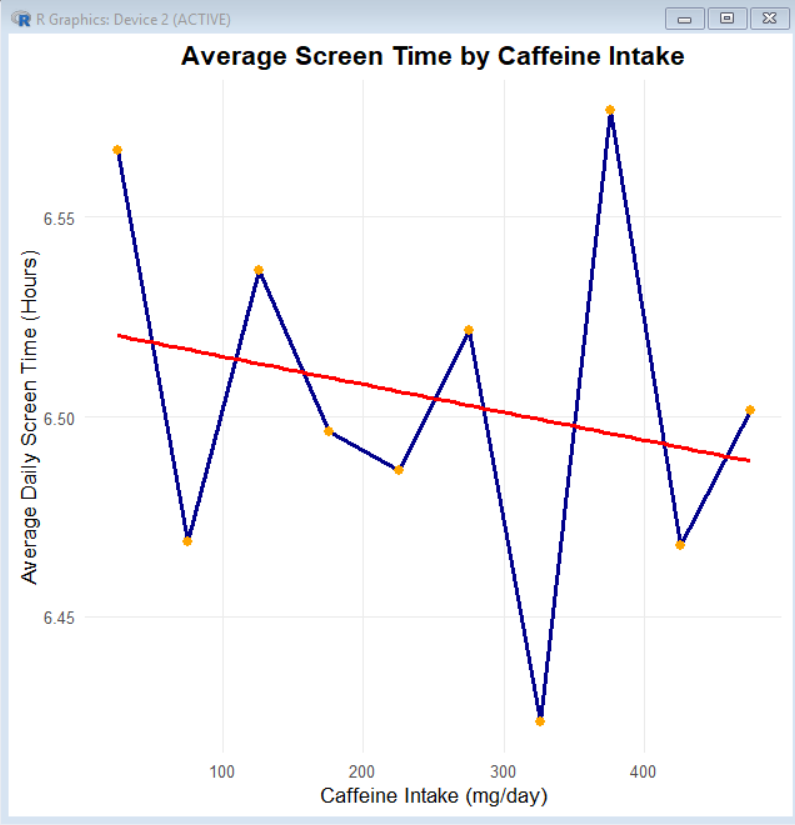 R Graphics: Device 2 (ACTIVE)
Average Screen Time by Caffeine Intake
Average Daily Screen Time (Hours)
6.55
6.50
6.45
100 200 300 400
Caffeine Intake (mg/day)